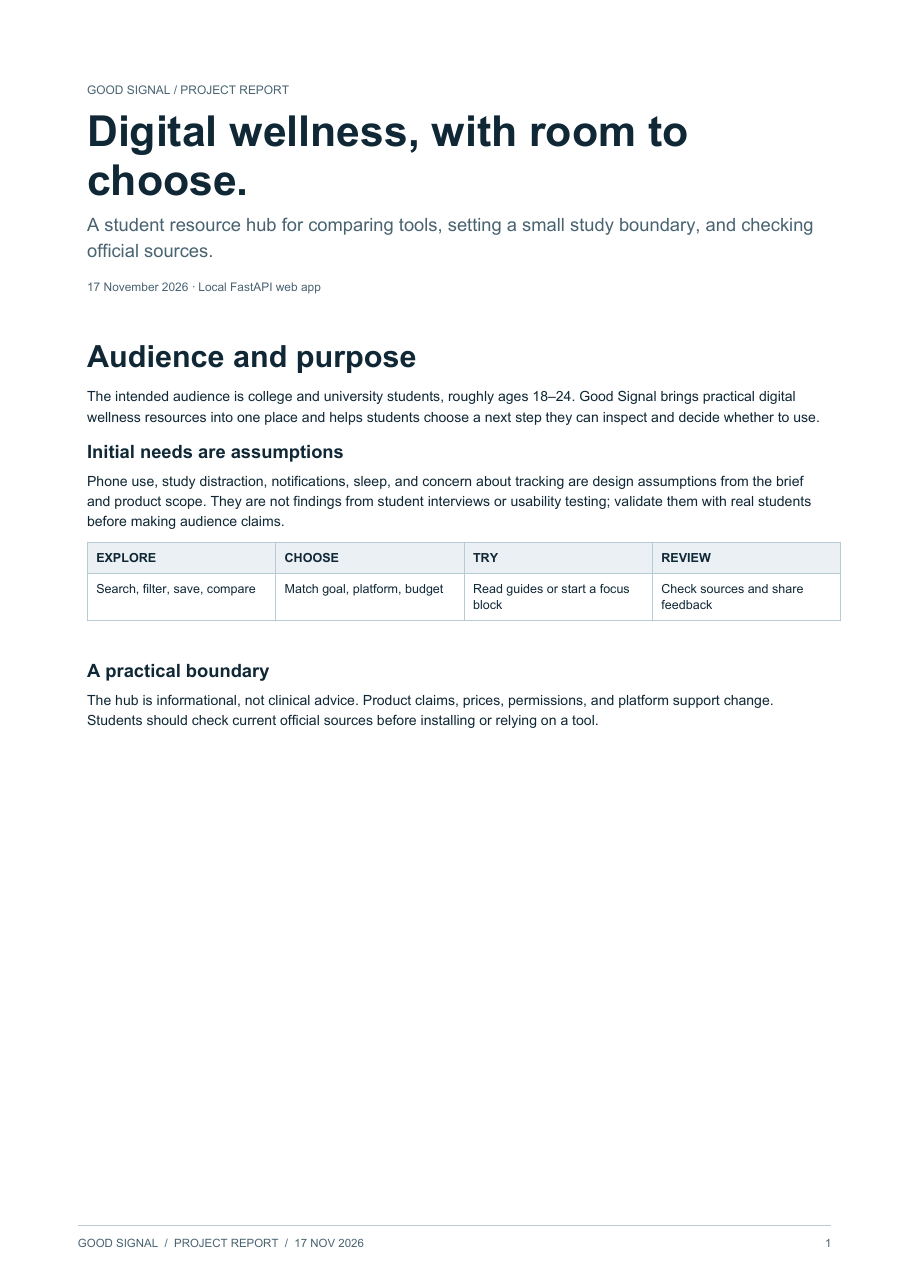 GOOD SIGNAL / PROJECT REPORT
Digital wellness, with room to
choose.
A student resource hub for comparing tools, setting a small study boundary, and checking
official sources.
17 November 2026 · Local FastAPI web app
Audience and purpose
The intended audience is college and university students, roughly ages 18–24. Good Signal brings practical digital
wellness resources into one place and helps students choose a next step they can inspect and decide whether to use.
Initial needs are assumptions
Phone use, study distraction, notifications, sleep, and concern about tracking are design assumptions from the brief
and product scope. They are not findings from student interviews or usability testing; validate them with real students
before making audience claims.
EXPLORE CHOOSE TRY REVIEW
Search, filter, save, compare Match goal, platform, budget Read guides or start a focus Check sources and share
block feedback
A practical boundary
The hub is informational, not clinical advice. Product claims, prices, permissions, and platform support change.
Students should check current official sources before installing or relying on a tool.
GOOD SIGNAL / PROJECT REPORT / 17 NOV 2026 1